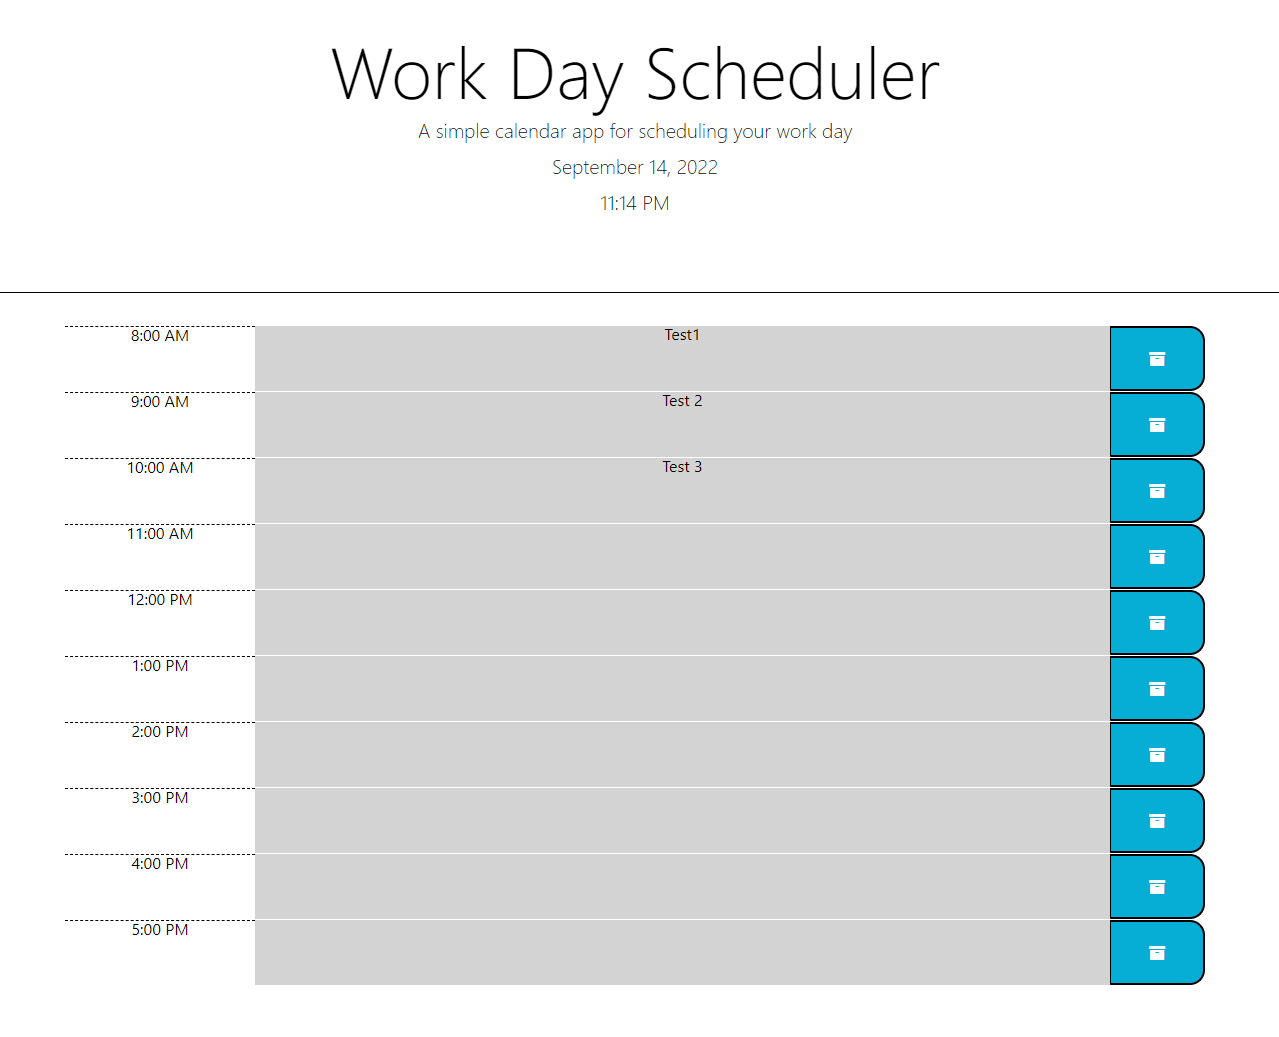 Work Day Scheduler
A simple calendar app for scheduling your work day
September 14, 2022
11:14 PM
8:00 AM Test1
9:00 AM Test 2
10:00 AM Test 3
11:00 AM
12:00 PM
1:00 PM
2:00 PM
3:00 PM
4:00 PM
5:00 PM